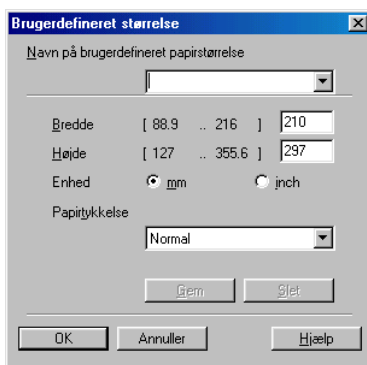 Brugerdefineret størrelse
Navn på brugerdefineret papirstørrelse
Bredde [ 88.9 .. 216 ] 210
Højde [ 127 .. 355.6 ] 297
Enhed mm inch
Papirtykkelse
Normal
Gem Slet
OK Annuller Hjælp